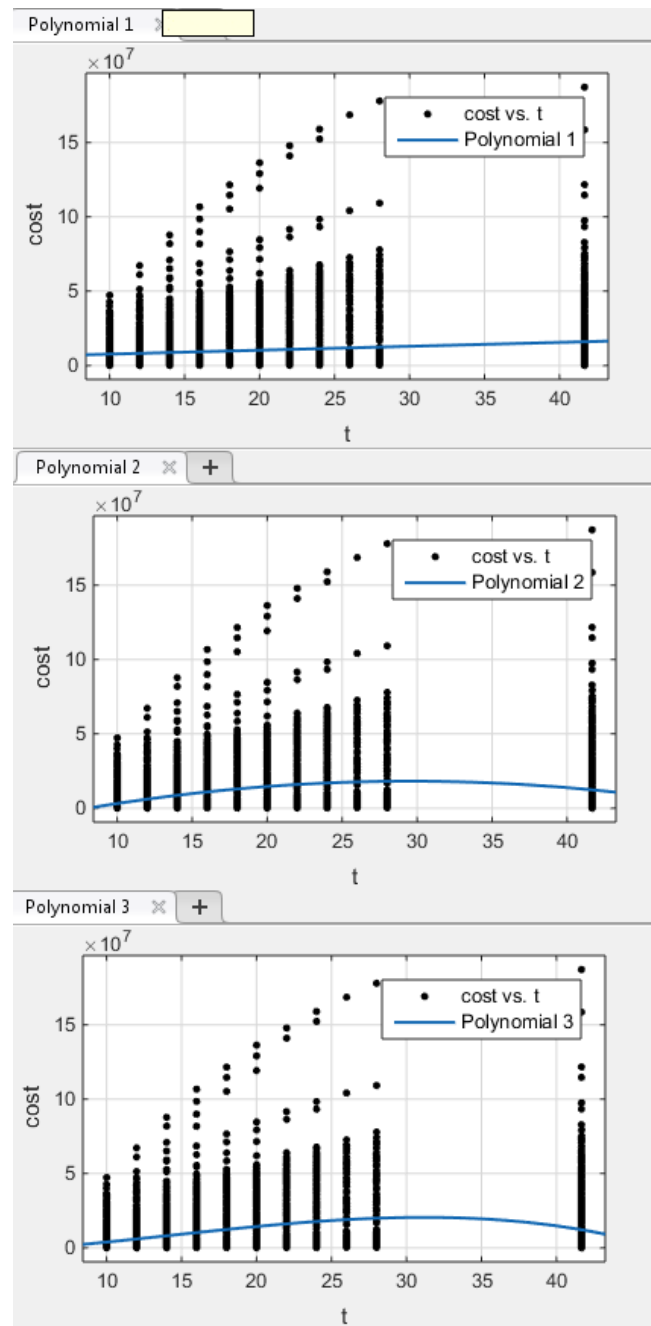 Polynomial 1
×10^7
cost vs. t
Polynomial 1
15
10
5
0
cost
10 15 20 25 30 35 40
t
Polynomial 2 × +
×10^7
cost vs. t
Polynomial 2
15
10
5
0
cost
10 15 20 25 30 35 40
t
Polynomial 3 × +
×10^7
cost vs. t
Polynomial 3
15
10
5
0
cost
10 15 20 25 30 35 40
t